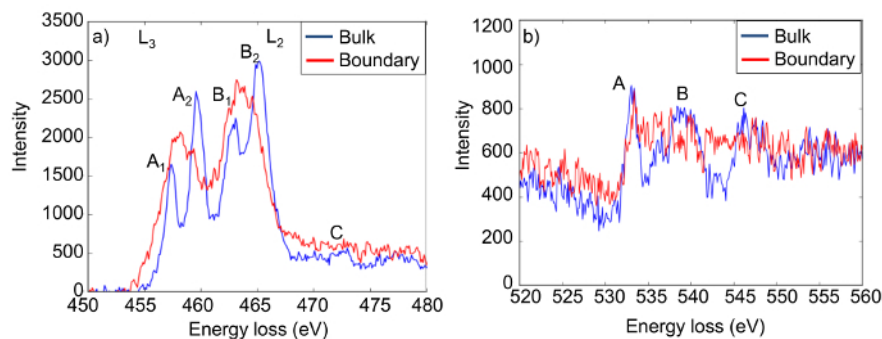 a) L3 B2 L2
Bulk
Boundary
A2
B1
A1
C
3500
3000
2500
2000
1500
1000
500
0
Intensity
450 455 460 465 470 475 480
Energy loss (eV)
b)
Bulk
Boundary
A
B
C
1200
1000
800
600
400
200
0
Intensity
520 525 530 535 540 545 550 555 560
Energy loss (eV)